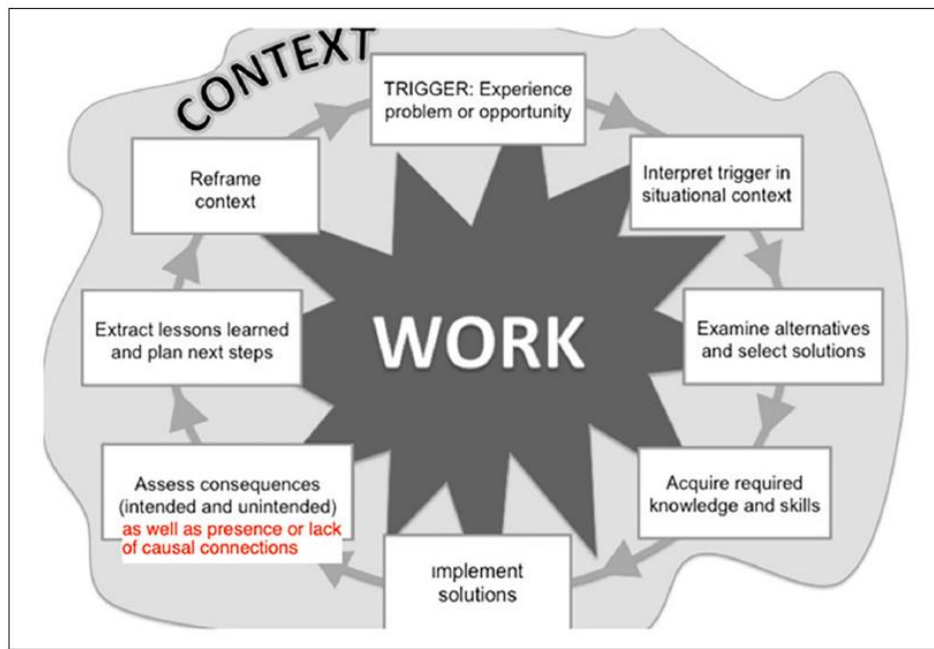 CONTEXT
TRIGGER: Experience
problem or opportunity
Interpret trigger in
situational context
Examine alternatives
and select solutions
Acquire required
knowledge and skills
Implement
solutions
Assess consequences
(intended and unintended)
as well as presence or lack
of causal connections
Extract lessons learned
and plan next steps
Reframe
context
WORK